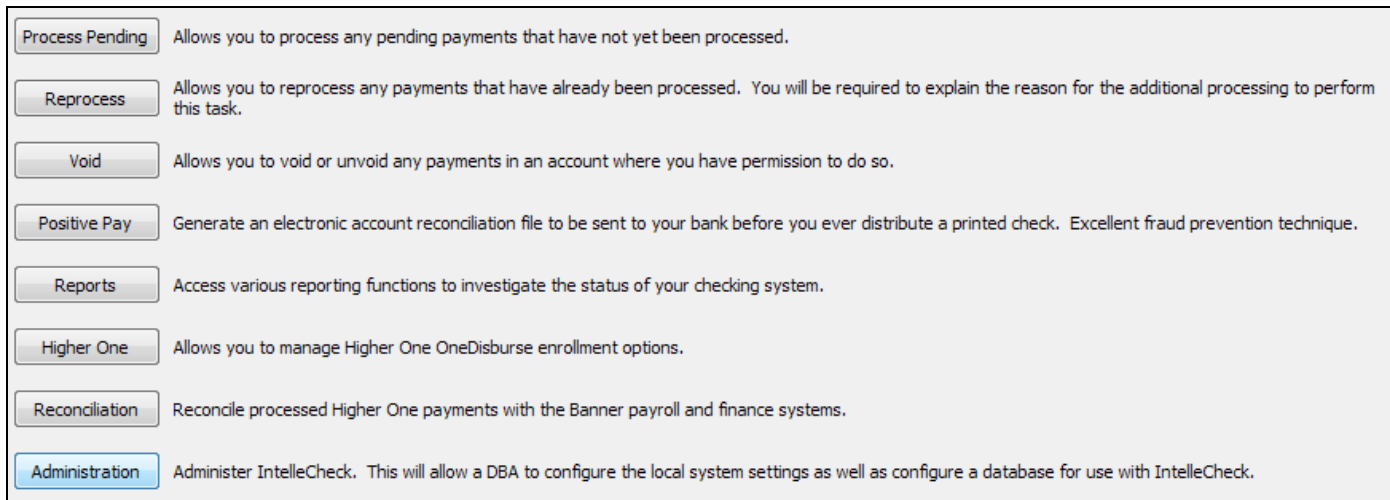 Process Pending Allows you to process any pending payments that have not yet been processed.
Reprocess Allows you to reprocess any payments that have already been processed. You will be required to explain the reason for the additional processing to perform
this task.
Void Allows you to void or unvoid any payments in an account where you have permission to do so.
Positive Pay Generate an electronic account reconciliation file to be sent to your bank before you ever distribute a printed check. Excellent fraud prevention technique.
Reports Access various reporting functions to investigate the status of your checking system.
Higher One Allows you to manage Higher One OneDisburse enrollment options.
Reconciliation Reconcile processed Higher One payments with the Banner payroll and finance systems.
Administration Administer IntelleCheck. This will allow a DBA to configure the local system settings as well as configure a database for use with IntelleCheck.